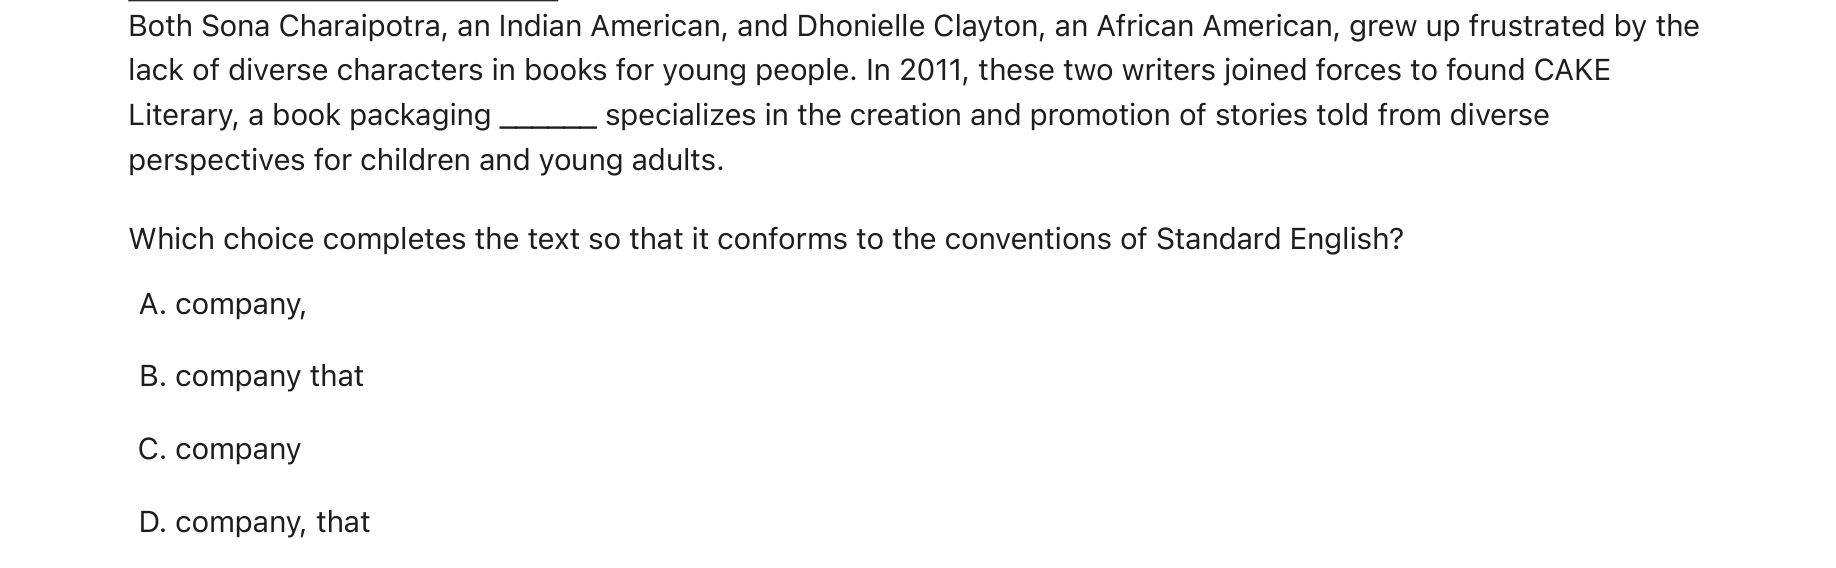 Both Sona Charaipotra, an Indian American, and Dhonielle Clayton, an African American, grew up frustrated by the
lack of diverse characters in books for young people. In 2011, these two writers joined forces to found CAKE
Literary, a book packaging ______ specializes in the creation and promotion of stories told from diverse
perspectives for children and young adults.
Which choice completes the text so that it conforms to the conventions of Standard English?
A. company,
B. company that
C. company
D. company, that